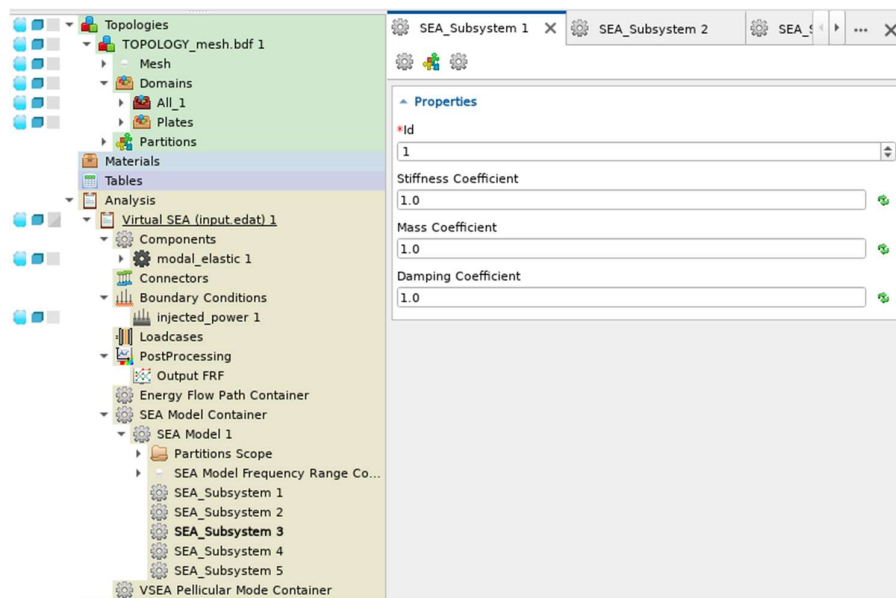 Topologies
TOPOLOGY_mesh.bdf 1
Mesh
Domains
All_1
Plates
Partitions
Materials
Tables
Analysis
Virtual SEA (input.edat) 1
Components
modal_elastic 1
Connectors
Boundary Conditions
injected_power 1
Loadcases
PostProcessing
Output FRF
Energy Flow Path Container
SEA Model Container
SEA Model 1
Partitions Scope
SEA Model Frequency Range Co...
SEA_Subsystem 1
SEA_Subsystem 2
SEA_Subsystem 3
SEA_Subsystem 4
SEA_Subsystem 5
VSEA Pellicular Mode Container
SEA_Subsystem 1 SEA_Subsystem 2 ...
Properties
*Id
1
Stiffness Coefficient
1.0
Mass Coefficient
1.0
Damping Coefficient
1.0